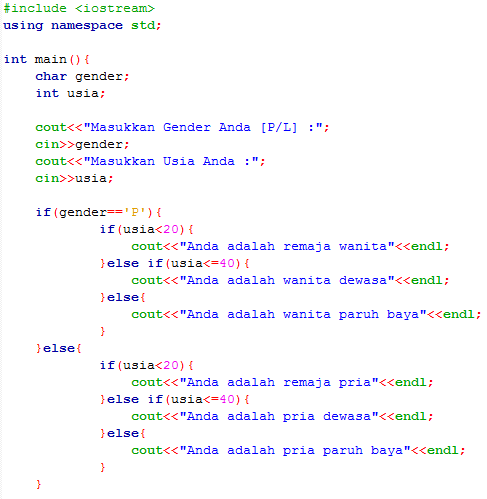 #include <iostream>
using namespace std;
int main(){
char gender;
int usia;
cout<<"Masukkan Gender Anda [P/L] :";
cin>>gender;
cout<<"Masukkan Usia Anda :";
cin>>usia;
if(gender=='P'){
if(usia<20){
cout<<"Anda adalah remaja wanita"<<endl;
}else if(usia<=40){
cout<<"Anda adalah wanita dewasa"<<endl;
}else{
cout<<"Anda adalah wanita paruh baya"<<endl;
}
}else{
if(usia<20){
cout<<"Anda adalah remaja pria"<<endl;
}else if(usia<=40){
cout<<"Anda adalah pria dewasa"<<endl;
}else{
cout<<"Anda adalah pria paruh baya"<<endl;
}
}